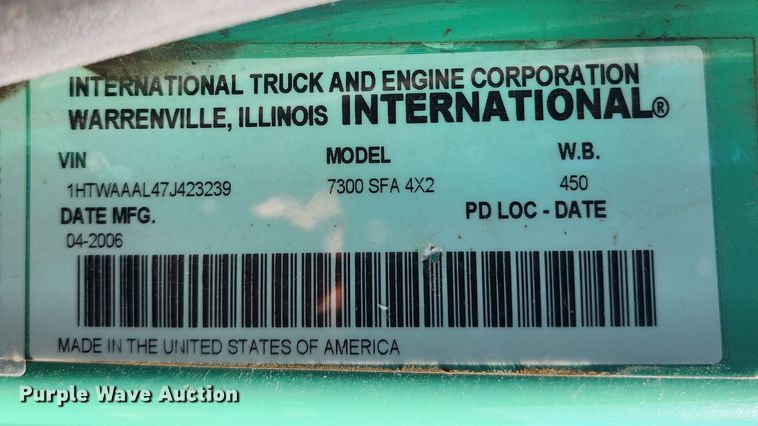 INTERNATIONAL TRUCK AND ENGINE CORPORATION
WARRENVILLE, ILLINOIS INTERNATIONAL®
VIN MODEL W.B.
1HTWAAAL47J423239 7300 SFA 4X2 450
DATE MFG. PD LOC - DATE
04-2006
MADE IN THE UNITED STATES OF AMERICA
Purple Wave Auction